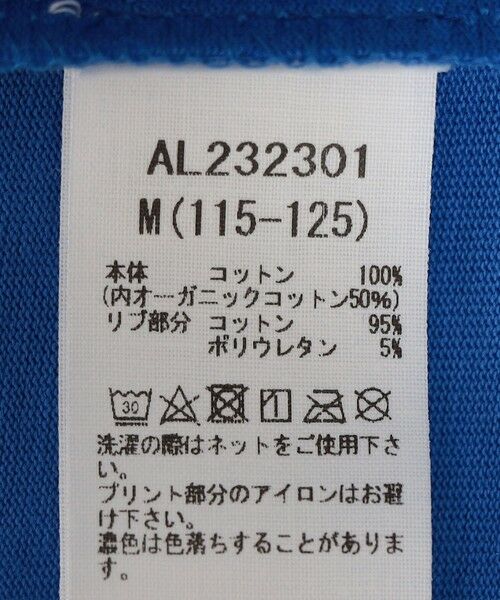 AL232301
M(115-125)
本体 コットン 100%
(内オーガニックコットン50%)
リブ部分 コットン 95%
ポリウレタン 5%
30
洗濯の際はネットをご使用下さ
い。
プリント部分のアイロンはお避
け下さい。
濃色は色落ちすることがありま
す。